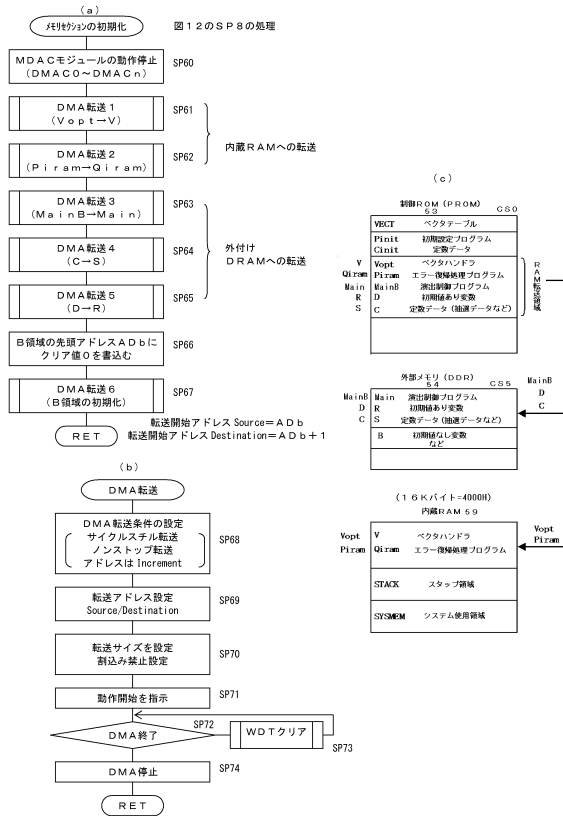 (a)
メモリセクションの初期化
図12のSP8の処理
MDACモジュールの動作停止
(DMAC0～DMACn)
SP60
DMA転送1
(Vopt→V)
SP61
DMA転送2
(Piram→Qiram)
SP62
内蔵RAMへの転送
DMA転送3
(MainB→Main)
SP63
DMA転送4
(C→S)
SP64
DMA転送5
(D→R)
SP65
外付け
DRAMへの転送
B領域の先頭アドレスADbに
クリア値0を書込む
SP66
DMA転送6
(B領域の初期化)
SP67
RET
転送開始アドレス Source=ADb
転送開始アドレス Destination=ADb+1
(b)
DMA転送
DMA転送条件の設定
サイクルスチル転送
ノンストップ転送
アドレスは Increment
SP68
転送アドレス設定
Source/Destination
SP69
転送サイズを設定
割込み禁止設定
SP70
動作開始を指示
SP71
DMA終了
SP72
WDTクリア
SP73
DMA停止
SP74
RET
(c)
制御ROM (PROM)
53
CS0
VECT ベクタテーブル
Pinit 初期設定プログラム
Cinit 定数データ
V Vopt ベクタハンドラ
Qiram Piram エラー復帰処理プログラム
Main MainB 演出制御プログラム
R D 初期値あり変数
S C 定数データ (抽選データなど)
RAM転送領域
外部メモリ (DDR)
54
CS5
MainB Main 演出制御プログラム
D R 初期値あり変数
C S 定数データ (抽選データなど)
B 初期値なし変数
など
MainB
D
C
(16Kバイト=4000H)
内蔵RAM 59
Vopt V ベクタハンドラ
Piram Qiram エラー復帰処理プログラム
STACK スタップ領域
SYSMEM システム使用領域
Vopt
Piram